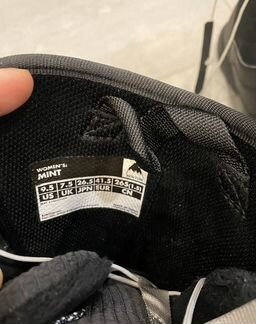 WOMEN'S:
MINT
9.5 7.5 26.5 41.5 265(1.5)
US UK JPN EUR CN